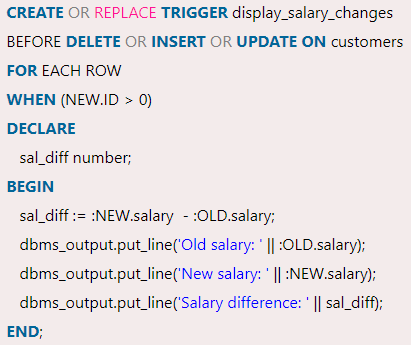 CREATE OR REPLACE TRIGGER display_salary_changes
BEFORE DELETE OR INSERT OR UPDATE ON customers
FOR EACH ROW
WHEN (NEW.ID > 0)
DECLARE
sal_diff number;
BEGIN
sal_diff := :NEW.salary - :OLD.salary;
dbms_output.put_line('Old salary: ' || :OLD.salary);
dbms_output.put_line('New salary: ' || :NEW.salary);
dbms_output.put_line('Salary difference: ' || sal_diff);
END;